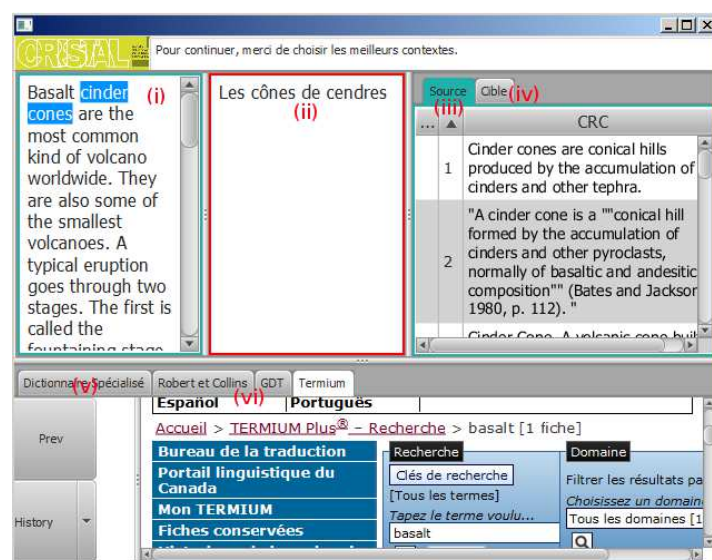 CRISTAL
Pour continuer, merci de choisir les meilleurs contextes.
Basalt cinder
cones are the
most common
kind of volcano
worldwide. They
are also some of
the smallest
volcanoes. A
typical eruption
goes through two
stages. The first is
called the
fountaining stage
(i)
Les cônes de cendres
(ii)
Source
Cible
(iii)
(iv)
... CRC
1
Cinder cones are conical hills
produced by the accumulation of
cinders and other tephra.
2
"A cinder cone is a ""conical hill
formed by the accumulation of
cinders and other pyroclasts,
normally of basaltic and andesitic
composition"" (Bates and Jackson
1980, p. 112). "
Cinder Cone. A volcanic cone buil
Dictionnaire Spécialisé
Robert et Collins
GDT
Termium
(v)
(vi)
Prev
History
Español
Português
Accueil > TERMIUM Plus® – Recherche > basalt [1 fiche]
Bureau de la traduction
Portail linguistique du
Canada
Mon TERMIUM
Fiches conservées
Recherche
Clés de recherche
[Tous les termes]
Tapez le terme voulu...
basalt
Domaine
Filtrer les résultats pa
Choisissez un domain
Tous les domaines [1